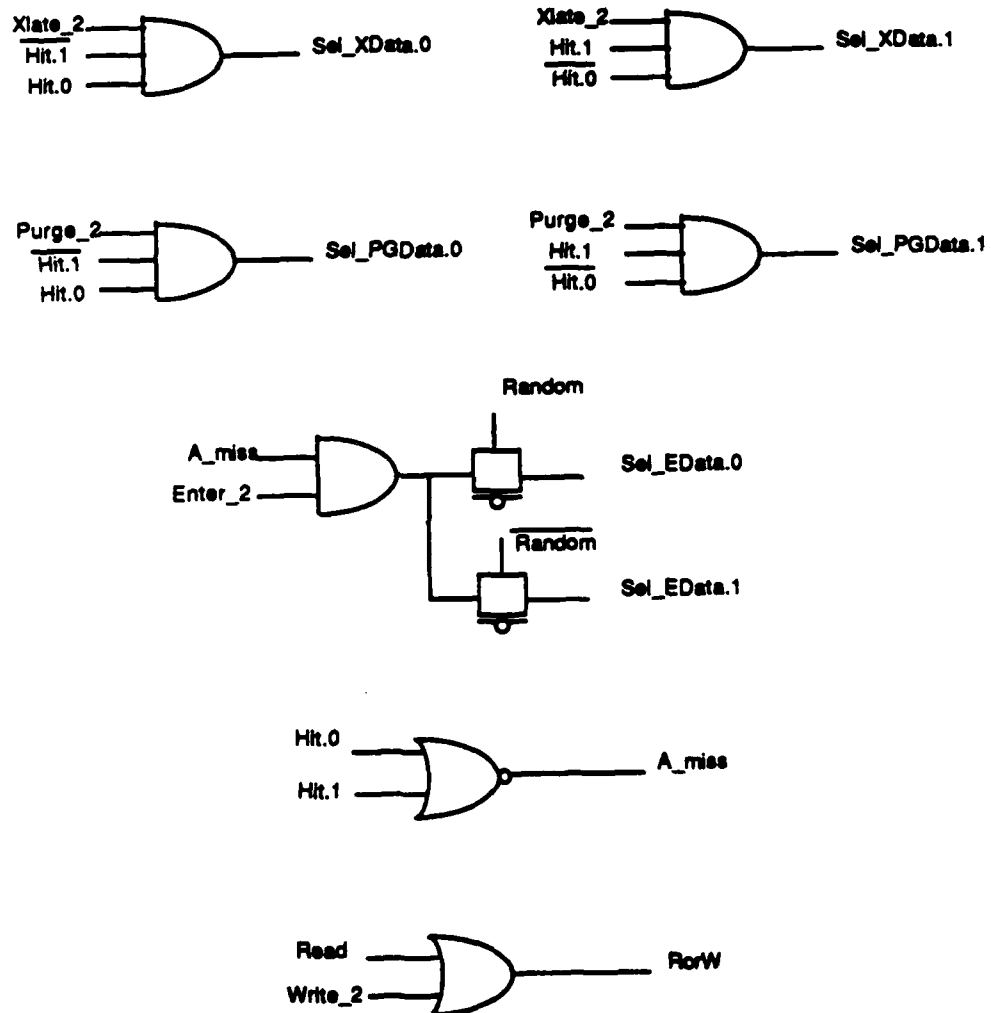 Xlate_2
Hit.1
Hit.0
Sel_XData.0
Xlate_2
Hit.1
Hit.0
Sel_XData.1
Purge_2
Hit.1
Hit.0
Sel_PGData.0
Purge_2
Hit.1
Hit.0
Sel_PGData.1
Random
A_miss
Enter_2
Sel_EData.0
Random
Sel_EData.1
Hit.0
Hit.1
A_miss
Read
Write_2
RorW